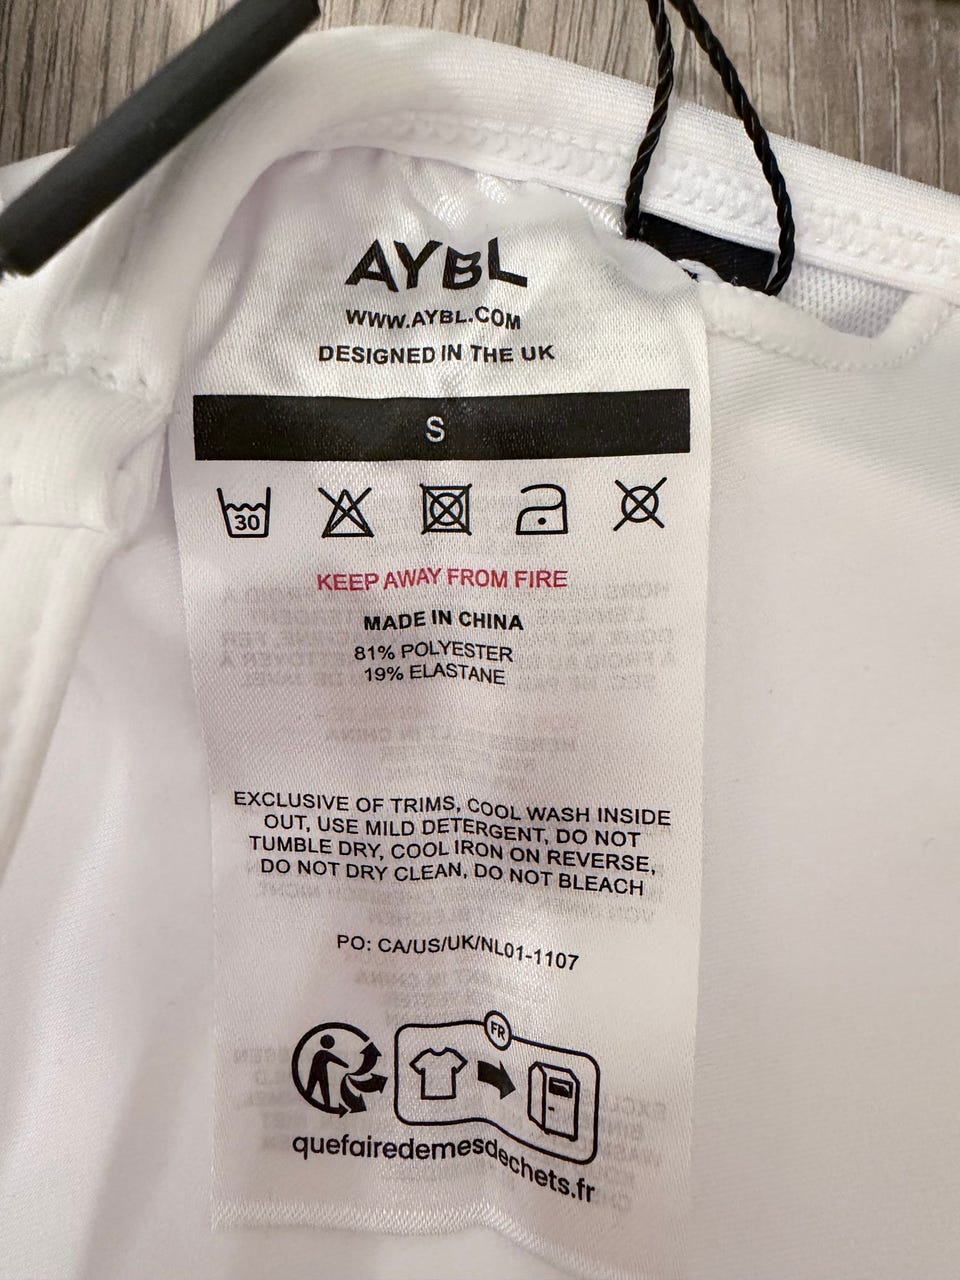 AYBL
WWW.AYBL.COM
DESIGNED IN THE UK
S
30
KEEP AWAY FROM FIRE
MADE IN CHINA
81% POLYESTER
19% ELASTANE
EXCLUSIVE OF TRIMS, COOL WASH INSIDE
OUT, USE MILD DETERGENT, DO NOT
TUMBLE DRY, COOL IRON ON REVERSE,
DO NOT DRY CLEAN, DO NOT BLEACH
PO: CA/US/UK/NL01-1107
FR
quefairedemesdechets.fr